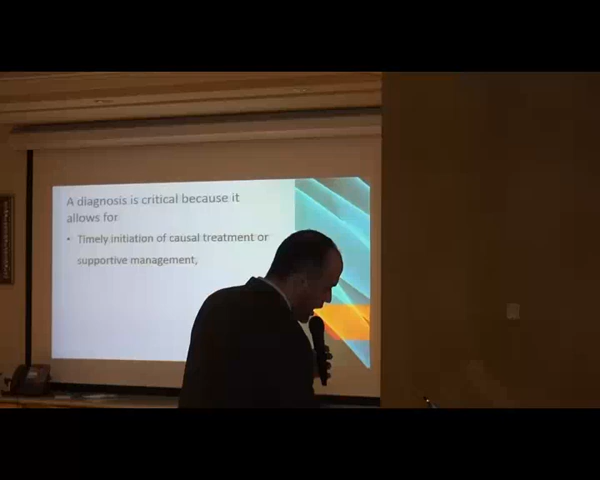 A diagnosis is critical because it
allows for
• Timely initiation of causal treatment or
supportive management,